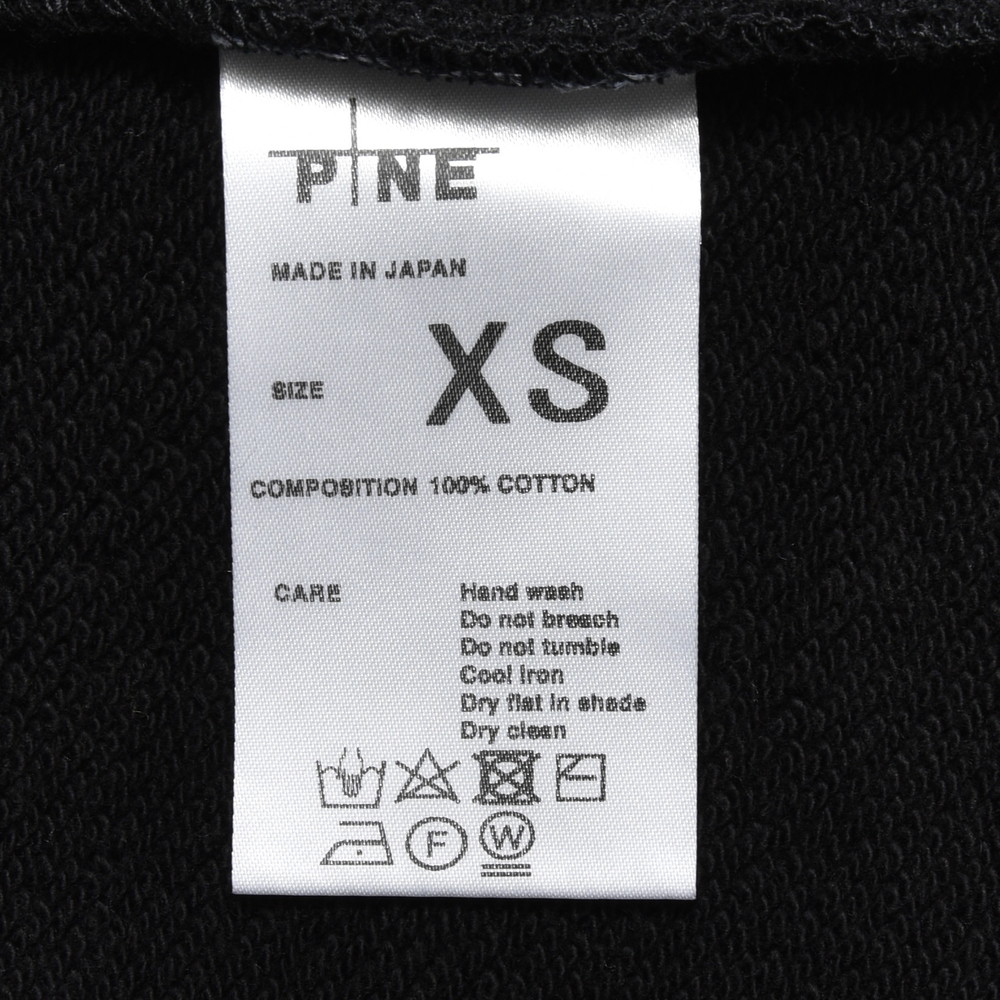 PINE
MADE IN JAPAN
SIZE XS
COMPOSITION 100% COTTON
CARE Hand wash
Do not breach
Do not tumble
Cool iron
Dry flat in shade
Dry clean
F W